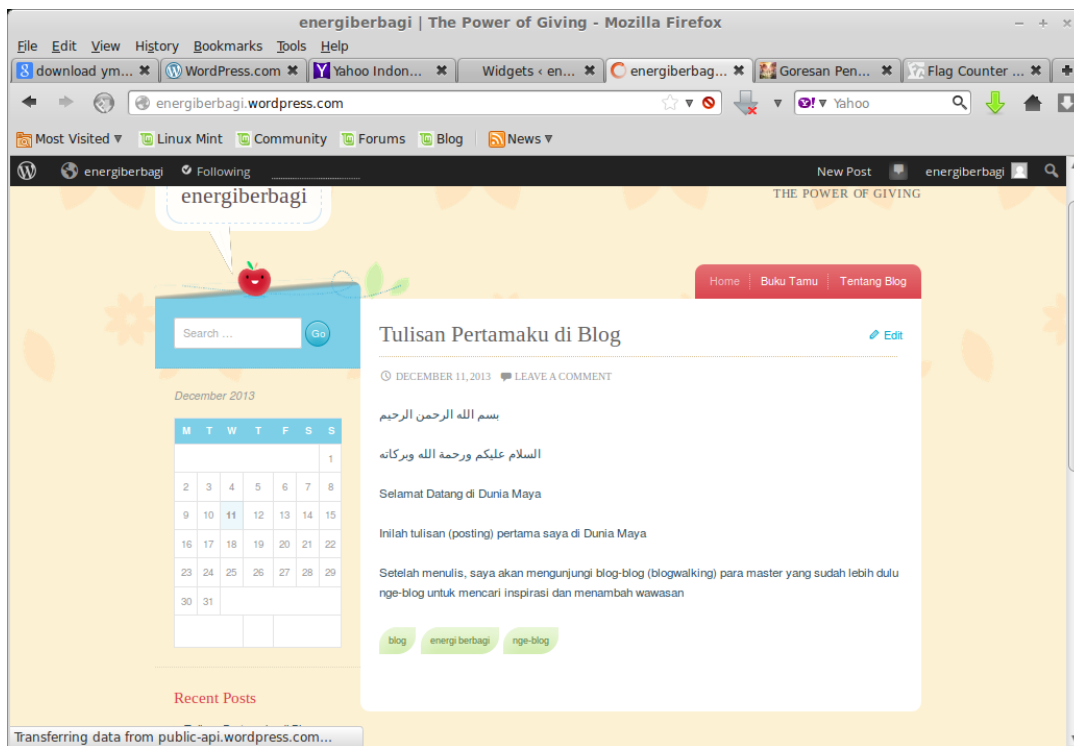 energiberbagi | The Power of Giving - Mozilla Firefox
File Edit View History Bookmarks Tools Help
download ym... WordPress.com Yahoo Indon... Widgets ‹ en... energiberbag... Goresan Pen... Flag Counter ...
energiberbagi.wordpress.com Yahoo
Most Visited Linux Mint Community Forums Blog News
energiberbagi Following New Post energiberbagi
energiberbagi
THE POWER OF GIVING
Home Buku Tamu Tentang Blog
Search ... Go
December 2013
M T W T F S S
1
2 3 4 5 6 7 8
9 10 11 12 13 14 15
16 17 18 19 20 21 22
23 24 25 26 27 28 29
30 31
Recent Posts
Tulisan Pertamaku di Blog
Edit
DECEMBER 11, 2013 LEAVE A COMMENT
بسم الله الرحمن الرحيم
السلام عليكم ورحمة الله وبركاته
Selamat Datang di Dunia Maya
Inilah tulisan (posting) pertama saya di Dunia Maya
Setelah menulis, saya akan mengunjungi blog-blog (blogwalking) para master yang sudah lebih dulu
nge-blog untuk mencari inspirasi dan menambah wawasan
blog energi berbagi nge-blog
Transferring data from public-api.wordpress.com...